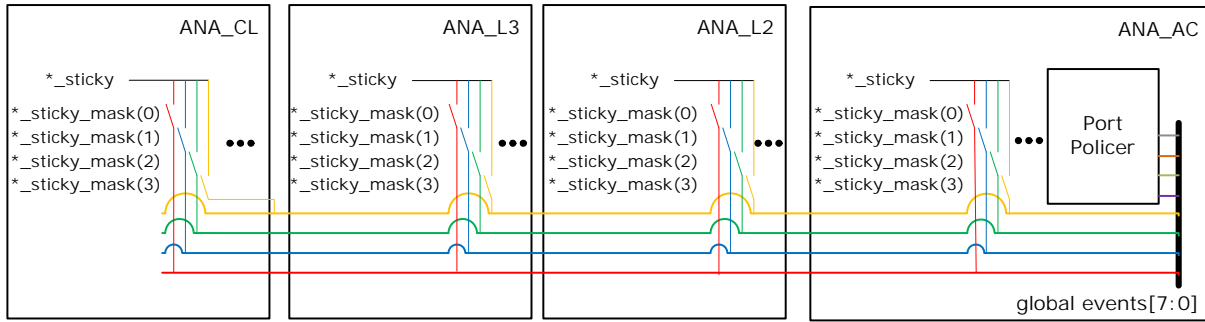 ANA_CL
*_sticky
*_sticky_mask(0)
*_sticky_mask(1)
*_sticky_mask(2)
*_sticky_mask(3)
ANA_L3
*_sticky
*_sticky_mask(0)
*_sticky_mask(1)
*_sticky_mask(2)
*_sticky_mask(3)
ANA_L2
*_sticky
*_sticky_mask(0)
*_sticky_mask(1)
*_sticky_mask(2)
*_sticky_mask(3)
ANA_AC
*_sticky
*_sticky_mask(0)
*_sticky_mask(1)
*_sticky_mask(2)
*_sticky_mask(3)
Port
Policer
global events[7:0]